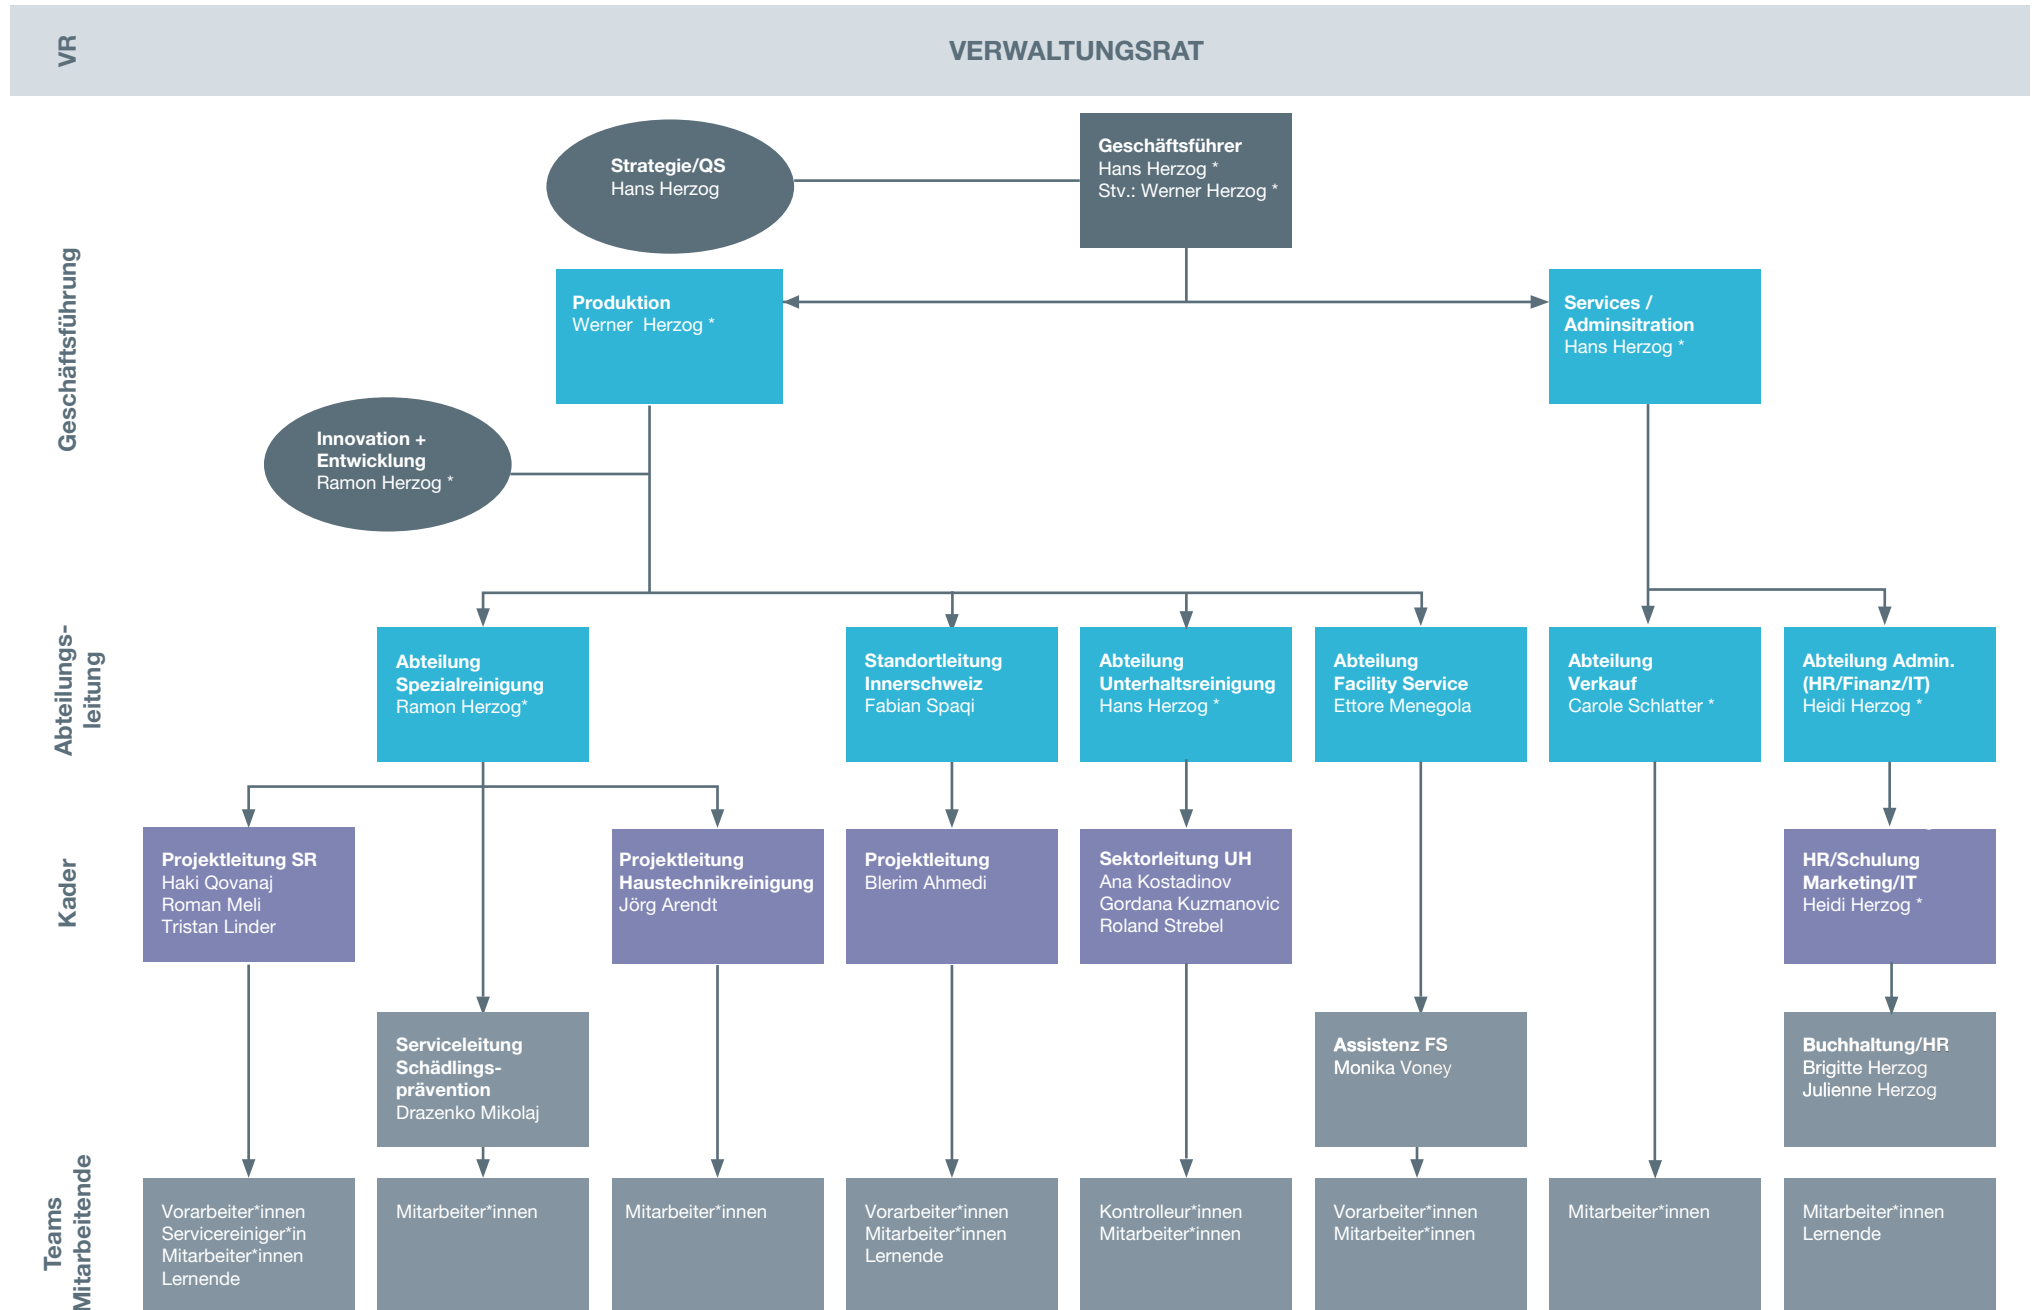 VR
VERWALTUNGSRAT
Strategie/QS
Hans Herzog
Geschäftsführer
Hans Herzog *
Stv.: Werner Herzog *
Geschäftsführung
Produktion
Werner  Herzog *
Services /
Adminsitration
Hans Herzog *
Innovation +
Entwicklung
Ramon Herzog *
Abteilungs-
leitung
Abteilung
Spezialreinigung
Ramon Herzog*
Standortleitung
Innerschweiz
Fabian Spaqi
Abteilung
Unterhaltsreinigung
Hans Herzog *
Abteilung
Facility Service
Ettore Menegola
Abteilung
Verkauf
Carole Schlatter *
Abteilung Admin.
(HR/Finanz/IT)
Heidi Herzog *
Kader
Projektleitung SR
Haki Qovanaj
Roman Meli
Tristan Linder
Projektleitung
Haustechnikreinigung
Jörg Arendt
Projektleitung
Blerim Ahmedi
Sektorleitung UH
Ana Kostadinov
Gordana Kuzmanovic
Roland Strebel
HR/Schulung
Marketing/IT
Heidi Herzog *
Serviceleitung
Schädlings-
prävention
Drazenko Mikolaj
Assistenz FS
Monika Voney
Buchhaltung/HR
Brigitte Herzog
Julienne Herzog
Teams
Mitarbeitende
Vorarbeiter*innen
Servicereiniger*in
Mitarbeiter*innen
Lernende
Mitarbeiter*innen
Mitarbeiter*innen
Vorarbeiter*innen
Mitarbeiter*innen
Lernende
Kontrolleur*innen
Mitarbeiter*innen
Vorarbeiter*innen
Mitarbeiter*innen
Mitarbeiter*innen
Mitarbeiter*innen
Lernende